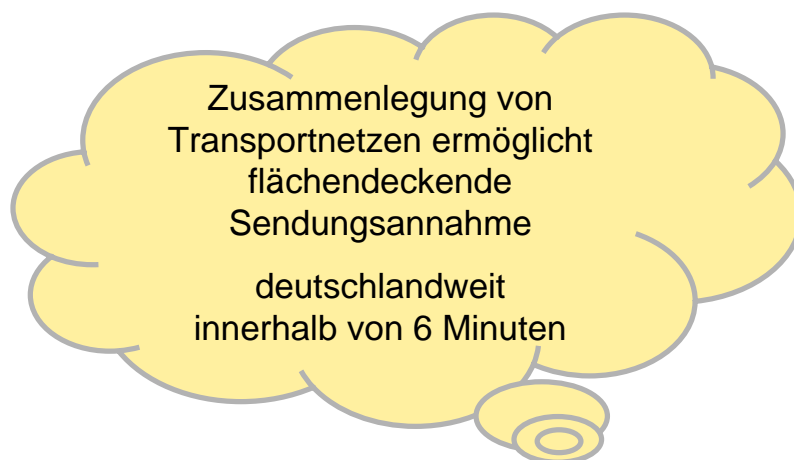 Zusammenlegung von
Transportnetzen ermöglicht
flächendeckende
Sendungsannahme
deutschlandweit
innerhalb von 6 Minuten